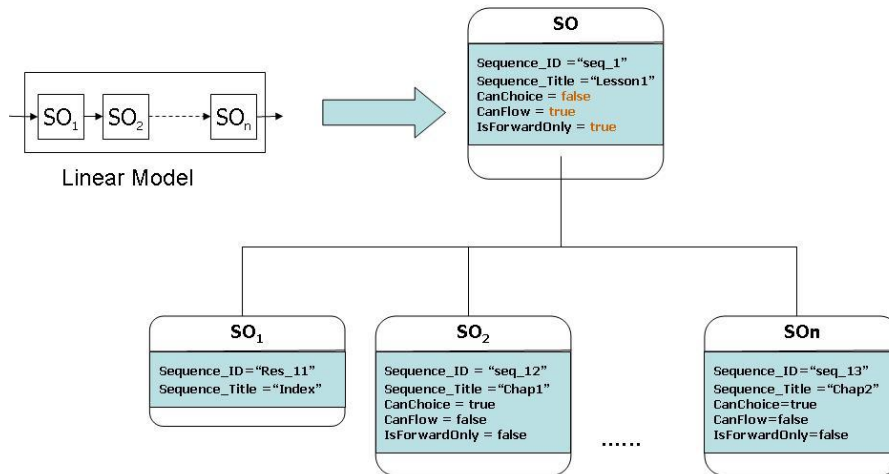 SO
Sequence_ID ="seq_1"
Sequence_Title ="Lesson1"
CanChoice = false
CanFlow = true
IsForwardOnly = true
SO1 SO2 SOn
Linear Model
SO1
Sequence_ID="Res_11"
Sequence_Title ="Index"
SO2
Sequence_ID = "seq_12"
Sequence_Title ="Chap1"
CanChoice = true
CanFlow = false
IsForwardOnly = false
......
SOn
Sequence_ID="seq_13"
Sequence_Title ="Chap2"
CanChoice=true
CanFlow=false
IsForwardOnly=false